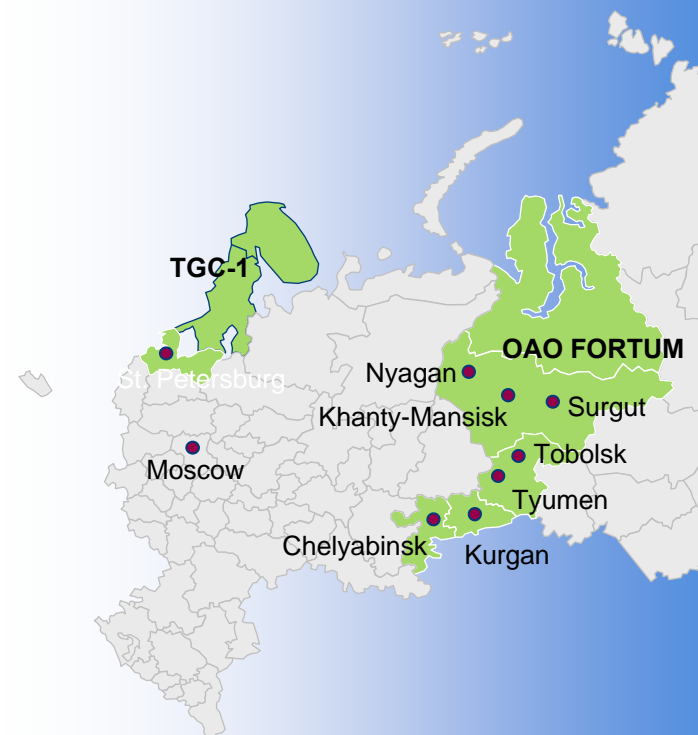 TGC-1
OAO FORTUM
St. Petersburg
Nyagan
Khanty-Mansisk
Surgut
Moscow
Tobolsk
Tyumen
Chelyabinsk
Kurgan